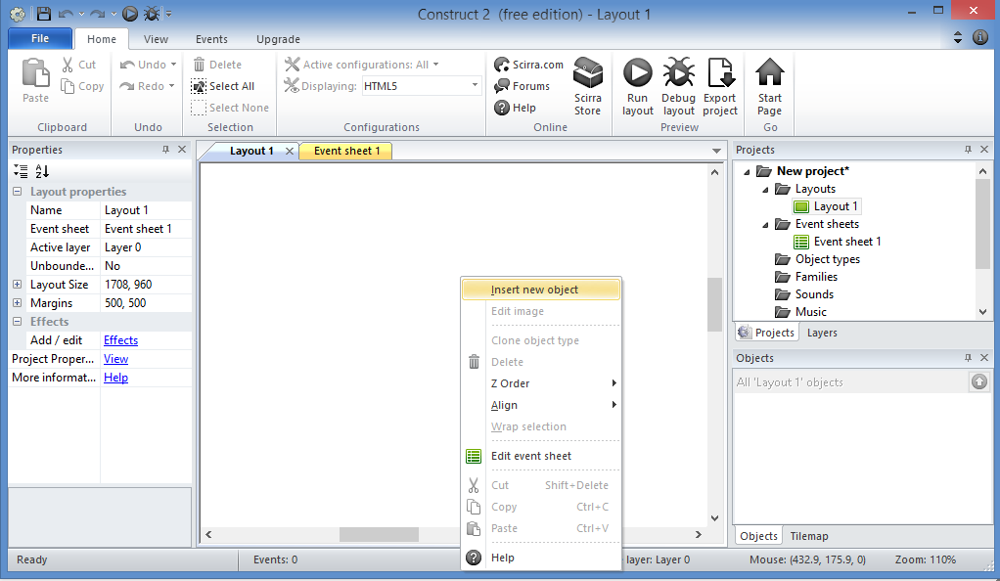 Construct 2 (free edition) - Layout 1
File Home View Events Upgrade
Paste Cut Copy
Clipboard
Undo Redo
Undo
Delete Select All Select None
Selection
Active configurations: All
Displaying: HTML5
Configurations
Scirra.com Forums Help
Scirra Store
Online
Run layout Debug layout Export project
Preview
Start Page
Go
Properties
Layout properties
Name Layout 1
Event sheet Event sheet 1
Active layer Layer 0
Unbounde... No
Layout Size 1708, 960
Margins 500, 500
Effects
Add / edit Effects
Project Proper... View
More informat... Help
Layout 1 Event sheet 1
Insert new object
Edit image
Clone object type
Delete
Z Order
Align
Wrap selection
Edit event sheet
Cut Shift+Delete
Copy Ctrl+C
Paste Ctrl+V
Help
Projects
New project*
Layouts
Layout 1
Event sheets
Event sheet 1
Object types
Families
Sounds
Music
Projects Layers
Objects
All 'Layout 1' objects
Objects Tilemap
Ready Events: 0 layer: Layer 0 Mouse: (432.9, 175.9, 0) Zoom: 110%